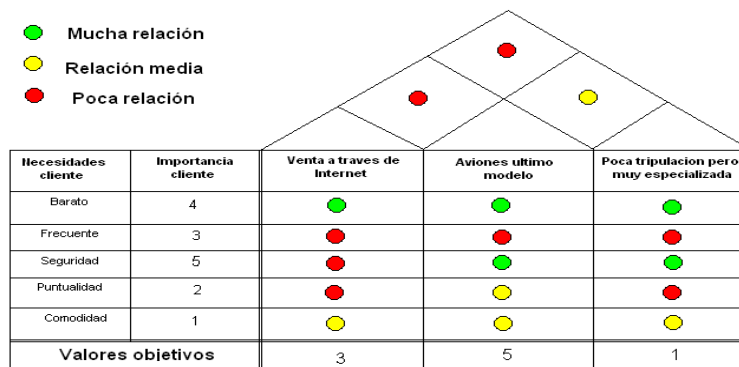 Mucha relación
Relación media
Poca relación
Necesidades cliente Importancia cliente Venta a traves de Internet Aviones ultimo modelo Poca tripulacion pero muy especializada
Barato 4
Frecuente 3
Seguridad 5
Puntualidad 2
Comodidad 1
Valores objetivos 3 5 1